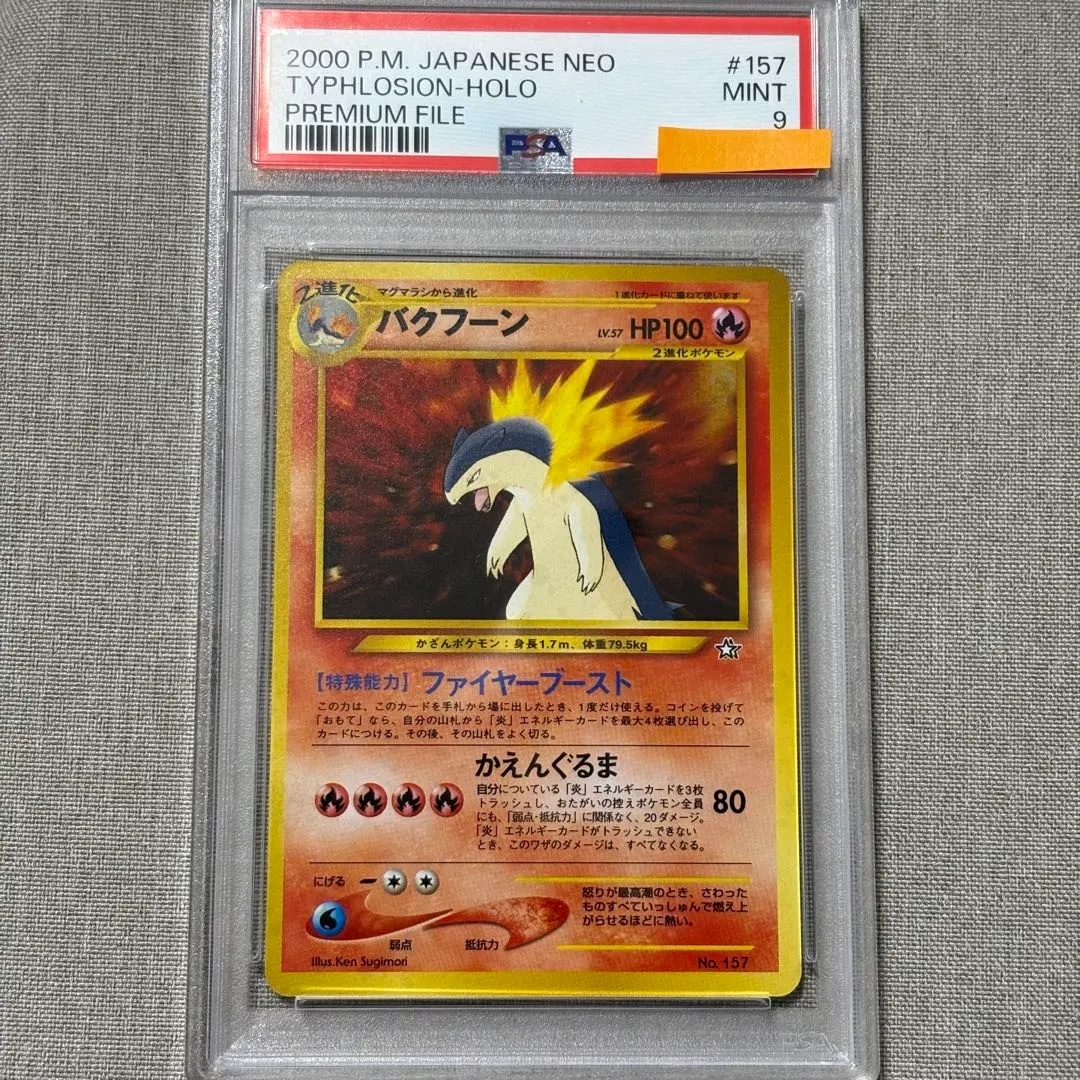 2000 P.M. JAPANESE NEO #157
TYPHLOSION-HOLO MINT
PREMIUM FILE 9
PSA
2進化
マグマラシから進化
1進化カードに重ねて使います
バクフーン LV.57 HP100
2進化ポケモン
かざんポケモン：身長1.7m、体重79.5kg
【特殊能力】ファイヤーブースト
この力は、このカードを手札から場に出したとき、1度だけ使える。コインを投げて
「おもて」なら、自分の山札から「炎」エネルギーカードを最大4枚選び出し、この
カードにつける。その後、その山札をよく切る。
かえんぐるま
自分についている「炎」エネルギーカードを3枚
トラッシュし、おたがいの控えポケモン全員
にも、「弱点・抵抗力」に関係なく、20ダメージ。
「炎」エネルギーカードがトラッシュできない
とき、このワザのダメージは、すべてなくなる。
80
にげる
怒りが最高潮のとき、さわった
ものすべていっしゅんで燃え上
がらせるほどに熱い。
弱点 抵抗力
Illus.Ken Sugimori No. 157
PSA